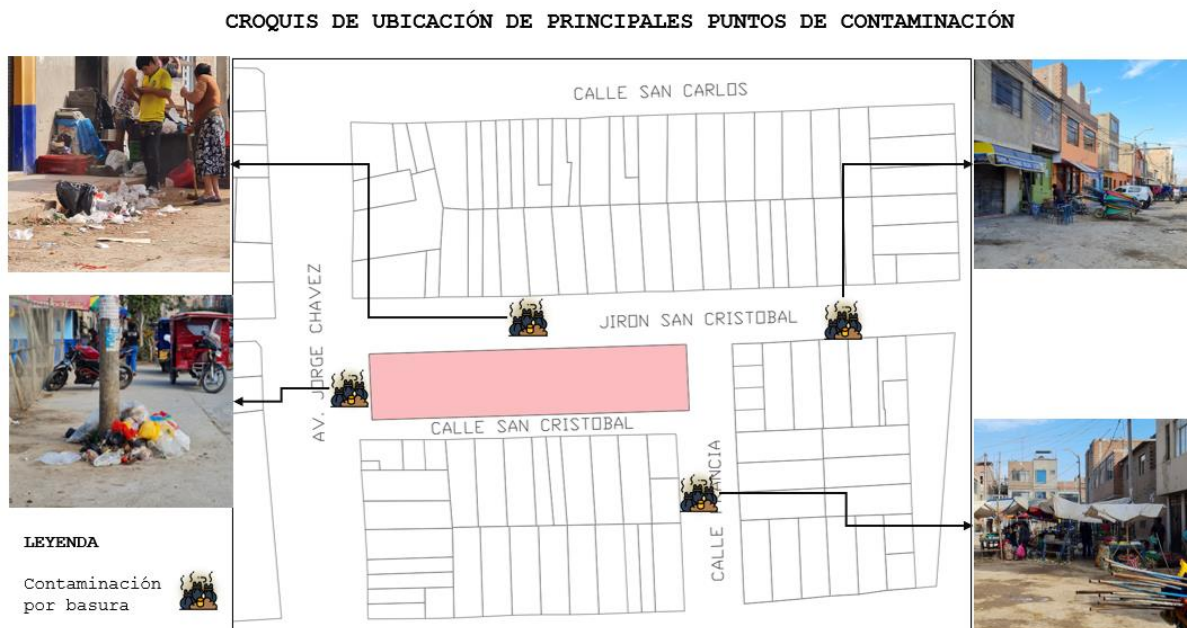 CROQUIS DE UBICACIÓN DE PRINCIPALES PUNTOS DE CONTAMINACIÓN
CALLE SAN CARLOS
AV. JORGE CHAVEZ
JIRON SAN CRISTOBAL
CALLE SAN CRISTOBAL
CALLE
LEYENDA
Contaminación
por basura